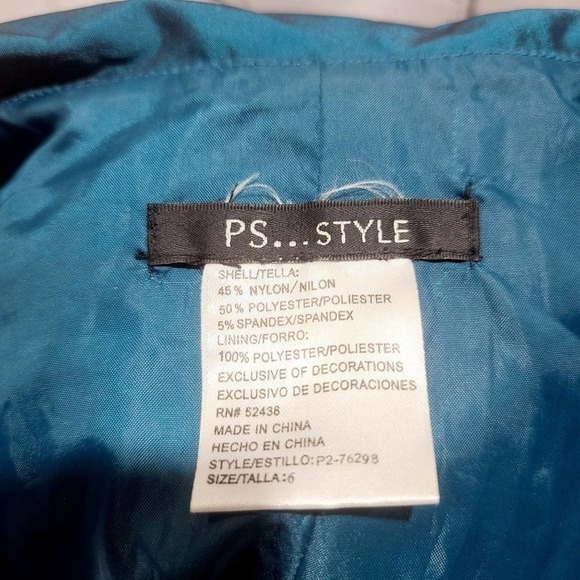 PS...STYLE
SHELL/TELLA:
45% NYLON/NILON
50% POLYESTER/POLIESTER
5% SPANDEX/SPANDEX
LINING/FORRO:
100% POLYESTER/POLIESTER
EXCLUSIVE OF DECORATIONS
EXCLUSIVO DE DECORACIONES
RN# 52438
MADE IN CHINA
HECHO EN CHINA
STYLE/ESTILLO:P2-76298
SIZE/TALLA:6